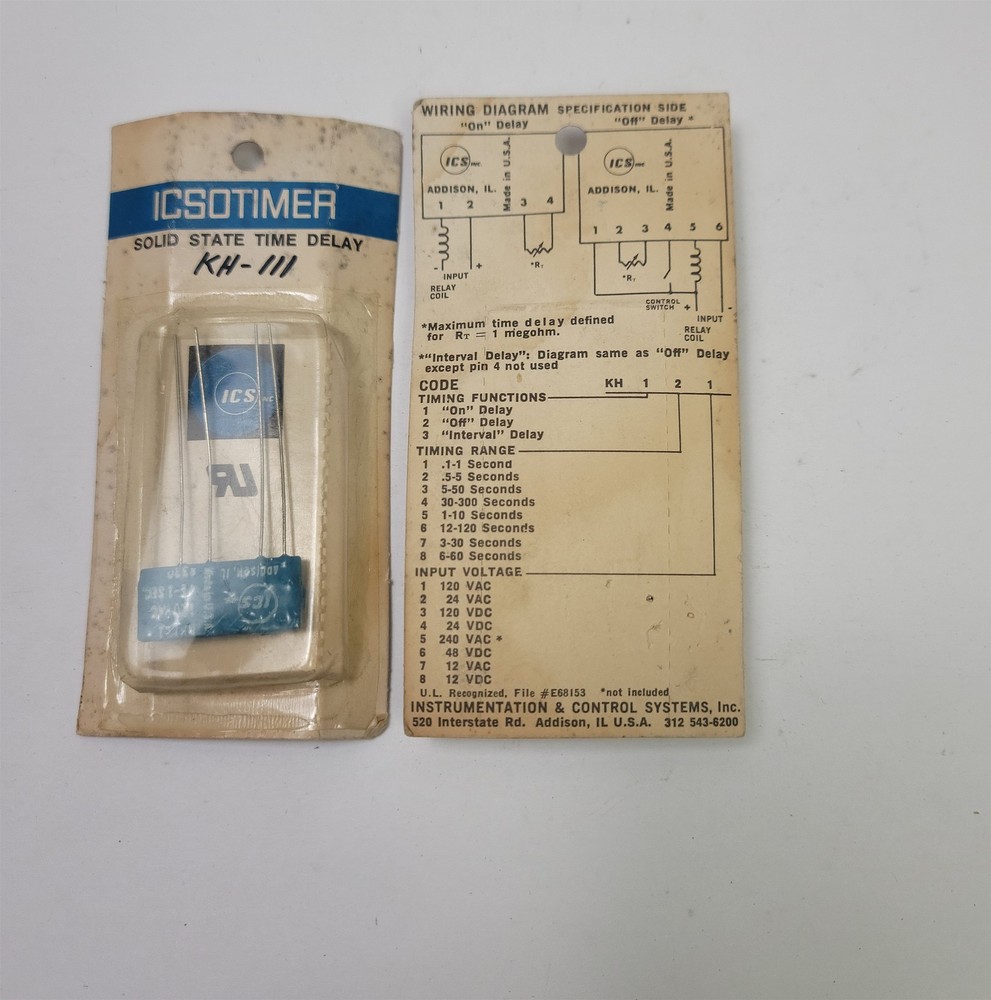 ICSOTIMER
SOLID STATE TIME DELAY
KH-111
ICS INC
UR
ADDISON, IL
ICS
WIRING DIAGRAM SPECIFICATION SIDE
"On" Delay "Off" Delay *
ICS INC. Made in U.S.A. ICS INC Made in U.S.A.
ADDISON, IL. ADDISON, IL.
1 2 3 4 1 2 3 4 5 6
- INPUT + *RT *RT
RELAY COIL
CONTROL SWITCH + INPUT -
RELAY COIL
*Maximum time delay defined
for RT = 1 megohm.
*"Interval Delay": Diagram same as "Off" Delay
except pin 4 not used
CODE KH 1 2 1
TIMING FUNCTIONS
1 "On" Delay
2 "Off" Delay
3 "Interval" Delay
TIMING RANGE
1 .1-1 Second
2 .5-5 Seconds
3 5-50 Seconds
4 30-300 Seconds
5 1-10 Seconds
6 12-120 Seconds
7 3-30 Seconds
8 6-60 Seconds
INPUT VOLTAGE
1 120 VAC
2 24 VAC
3 120 VDC
4 24 VDC
5 240 VAC *
6 48 VDC
7 12 VAC
8 12 VDC
U.L. Recognized, File #E68153 *not included
INSTRUMENTATION & CONTROL SYSTEMS, Inc.
520 Interstate Rd. Addison, IL U.S.A. 312 543-6200